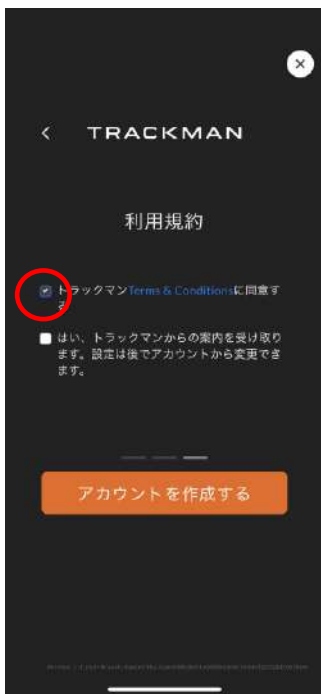 TRACKMAN
利用規約
トラックマンTerms & Conditionsに同意す
る
はい、トラックマンからの案内を受け取り
ます。設定は後でアカウントから変更でき
ます。
アカウントを作成する